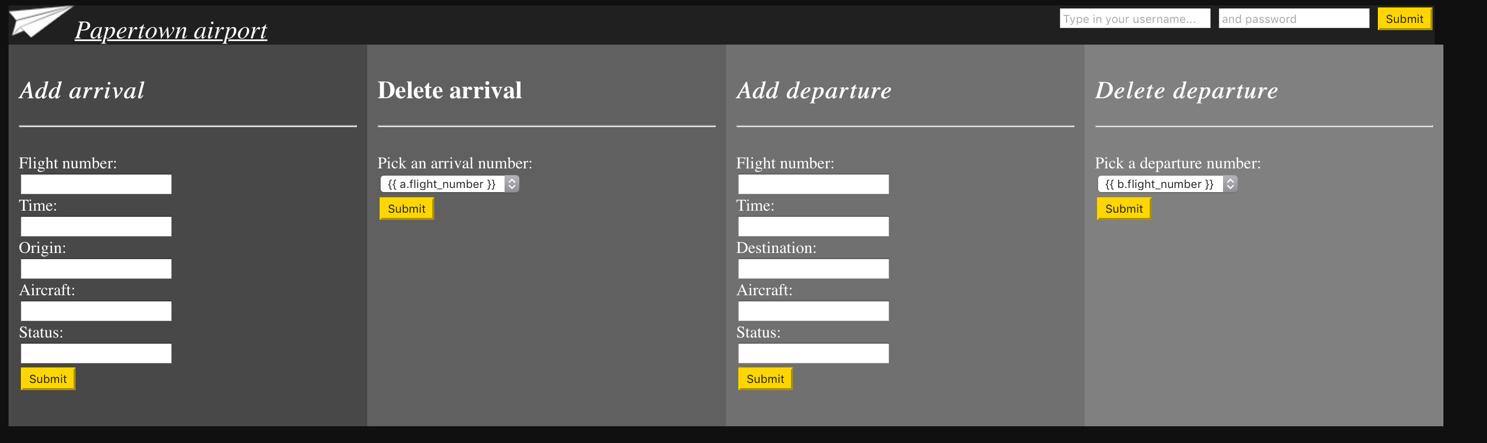 Papertown airport
Type in your username...
and password
Submit
Add arrival
Flight number:
Time:
Origin:
Aircraft:
Status:
Submit
Delete arrival
Pick an arrival number:
{{ a.flight_number }}
Submit
Add departure
Flight number:
Time:
Destination:
Aircraft:
Status:
Submit
Delete departure
Pick a departure number:
{{ b.flight_number }}
Submit